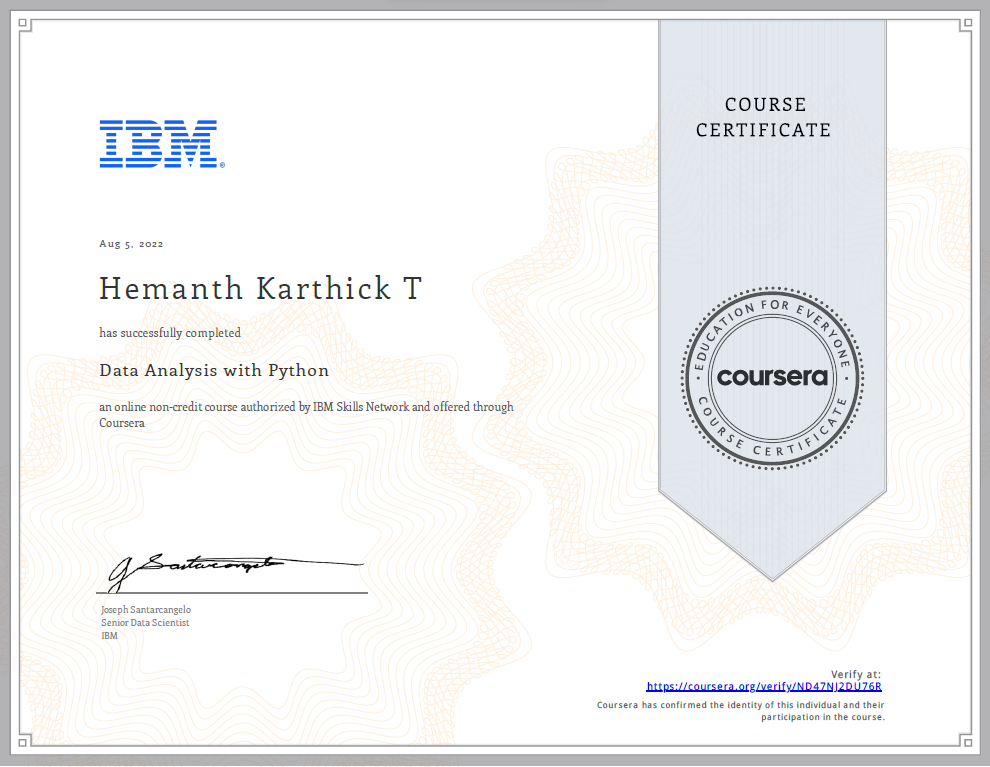 COURSE
CERTIFICATE
IBM®
Aug 5, 2022
Hemanth Karthick T
has successfully completed
Data Analysis with Python
an online non-credit course authorized by IBM Skills Network and offered through
Coursera
EDUCATION FOR EVERYONE
coursera
COURSE CERTIFICATE
J Santarcangelo
Joseph Santarcangelo
Senior Data Scientist
IBM
Verify at:
https://coursera.org/verify/ND47NJ2DU76R
Coursera has confirmed the identity of this individual and their
participation in the course.